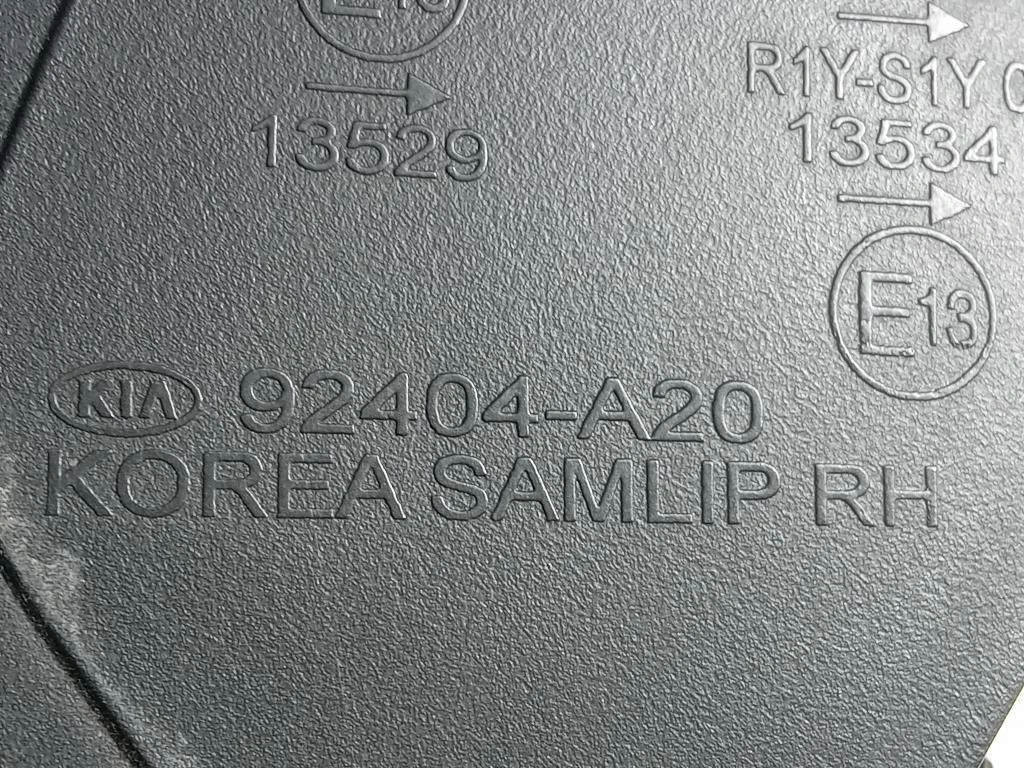 13529
R1Y-S1Y
13534
E13
KIA 92404-A20
KOREA SAMLIP RH